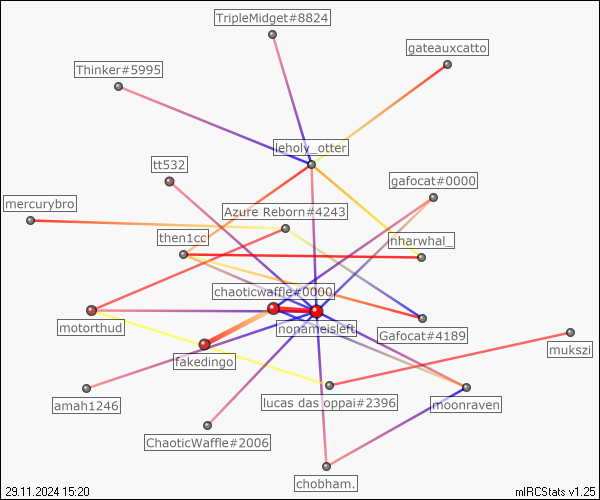 TripleMidget#8824
gateauxcatto
Thinker#5995
leholy_otter
tt532
gafocat#0000
mercurybro
Azure Reborn#4243
then1cc
nharwhal_
chaoticwaffle#0000
nonameisleft
motorthud
Gafocat#4189
fakedingo
mukszi
amah1246
lucas das oppai#2396
moonraven
ChaoticWaffle#2006
chobham.
29.11.2024 15:20
mIRCStats v1.25